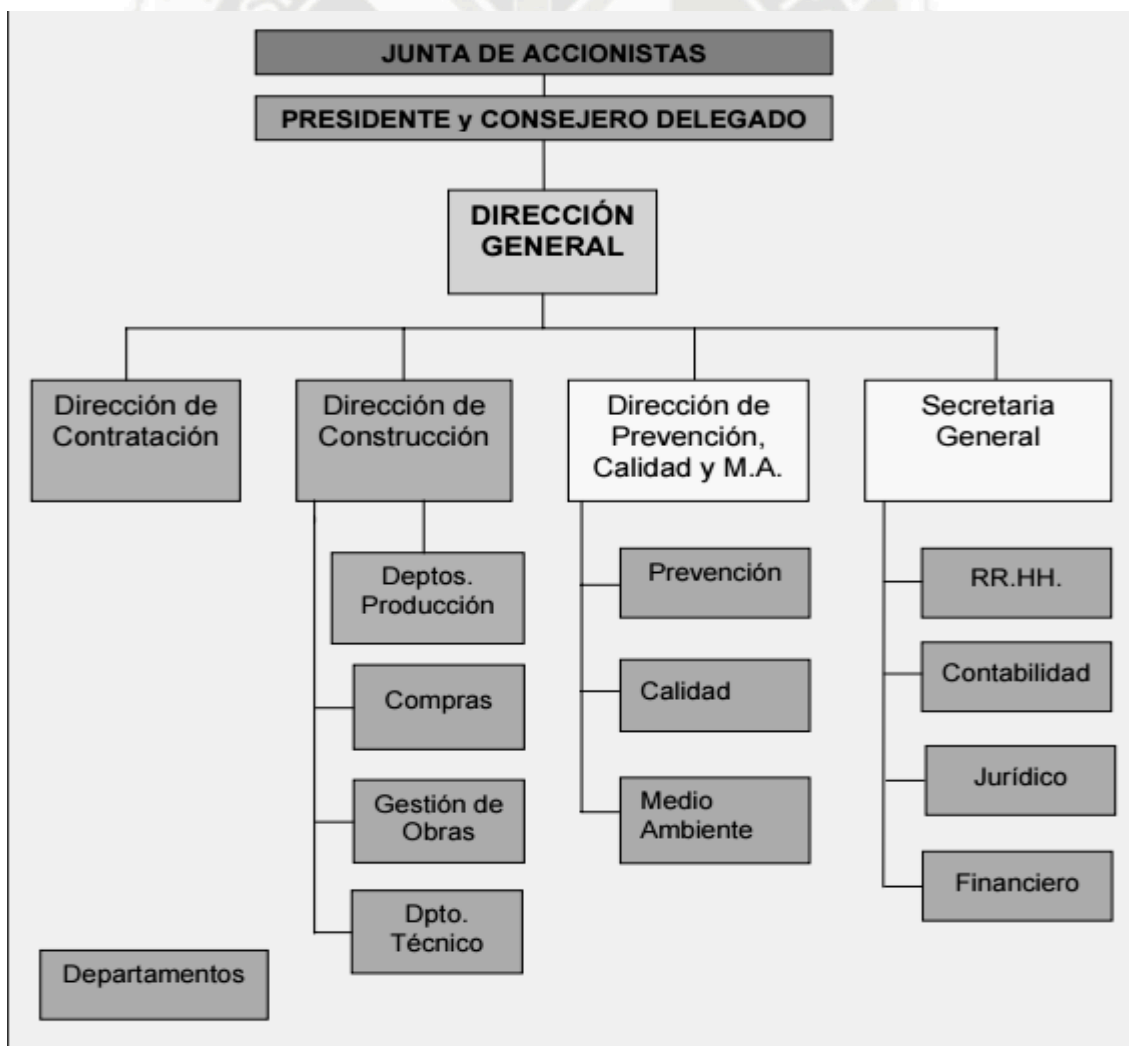 JUNTA DE ACCIONISTAS
PRESIDENTE y CONSEJERO DELEGADO
DIRECCIÓN
GENERAL
Dirección de
Contratación
Dirección de
Construcción
Dirección de
Prevención,
Calidad y M.A.
Secretaria
General
Deptos.
Producción
Compras
Gestión de
Obras
Dpto.
Técnico
Prevención
Calidad
Medio
Ambiente
RR.HH.
Contabilidad
Jurídico
Financiero
Departamentos